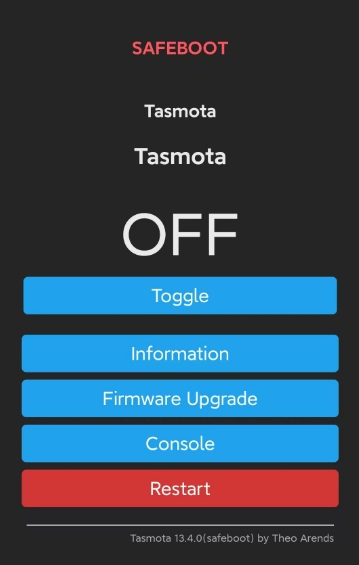 SAFEBOOT
Tasmota
Tasmota
OFF
Toggle
Information
Firmware Upgrade
Console
Restart
Tasmota 13.4.0(safeboot) by Theo Arends